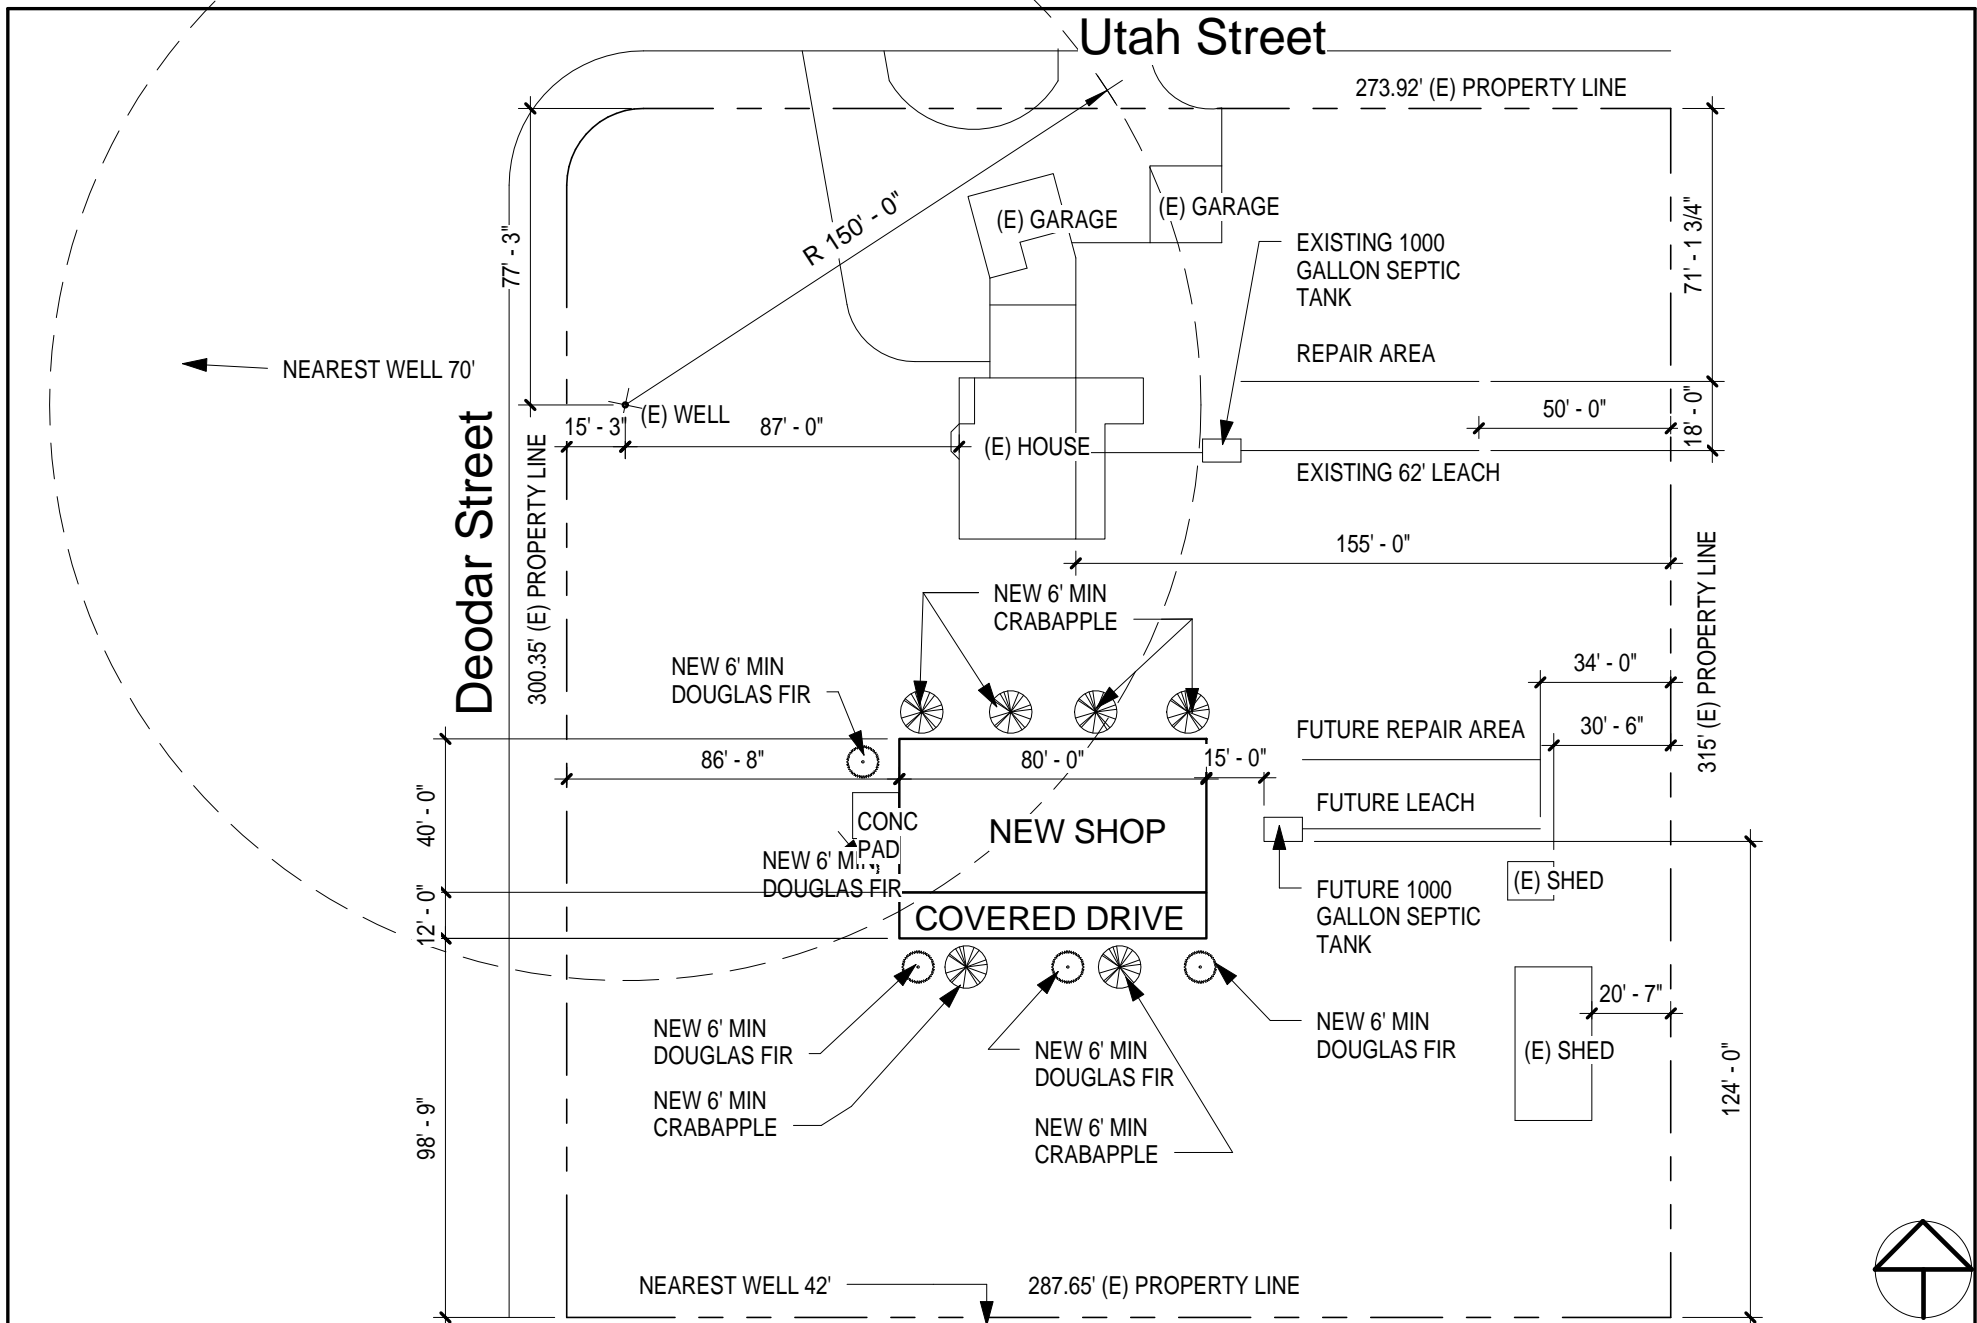 Utah Street
273.92' (E) PROPERTY LINE
77' - 3"
R 150' - 0"
(E) GARAGE
(E) GARAGE
EXISTING 1000
GALLON SEPTIC
TANK
71' - 1 3/4"
REPAIR AREA
NEAREST WELL 70'
(E) WELL
15' - 3"
87' - 0"
(E) HOUSE
50' - 0"
18' - 0"
EXISTING 62' LEACH
Deodar Street
300.35' (E) PROPERTY LINE
155' - 0"
315' (E) PROPERTY LINE
NEW 6' MIN
CRABAPPLE
NEW 6' MIN
DOUGLAS FIR
34' - 0"
FUTURE REPAIR AREA
30' - 6"
86' - 8"
80' - 0"
15' - 0"
40' - 0"
CONC
PAD
NEW SHOP
FUTURE LEACH
NEW 6' MIN
DOUGLAS FIR
12' - 0"
COVERED DRIVE
FUTURE 1000
GALLON SEPTIC
TANK
(E) SHED
20' - 7"
NEW 6' MIN
DOUGLAS FIR
NEW 6' MIN
DOUGLAS FIR
NEW 6' MIN
DOUGLAS FIR
(E) SHED
NEW 6' MIN
CRABAPPLE
NEW 6' MIN
CRABAPPLE
98' - 9"
124' - 0"
NEAREST WELL 42'
287.65' (E) PROPERTY LINE